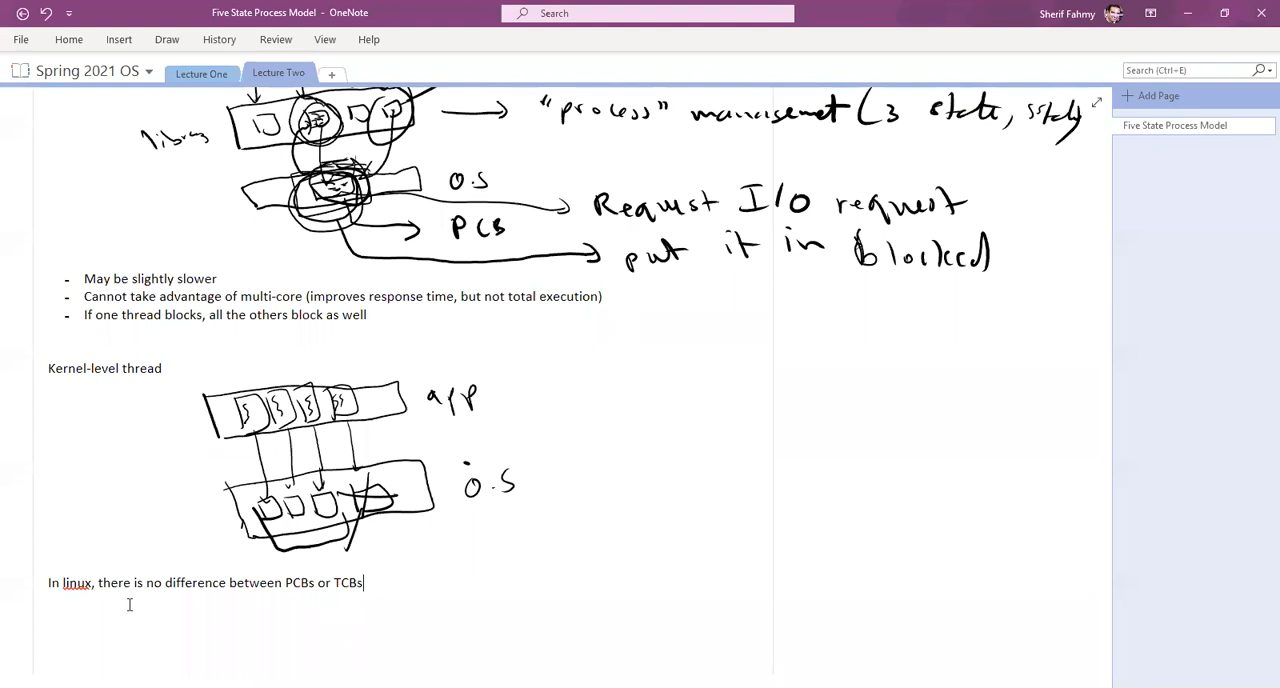 Five State Process Model - OneNote
Search
Sherif Fahmy
File Home Insert Draw History Review View Help
Spring 2021 OS
Lecture One
Lecture Two
+
Search (Ctrl+E)
+ Add Page
Five State Process Model
library
"process" management (3 state, 5 state)
O.S
Request I/O request
PCB
put it in blocked
- May be slightly slower
- Cannot take advantage of multi-core (improves response time, but not total execution)
- If one thread blocks, all the others block as well
Kernel-level thread
app
O.S
In linux, there is no difference between PCBs or TCBs